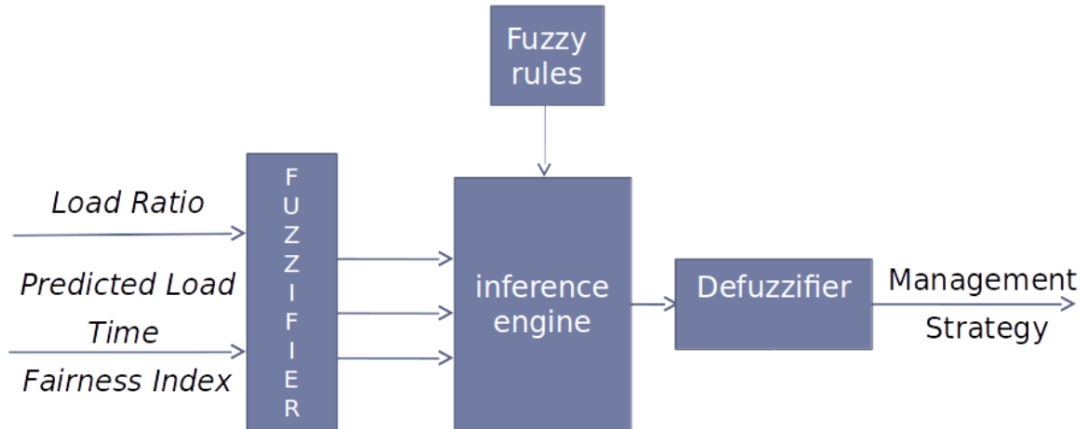 Fuzzy
rules
Load Ratio
Predicted Load
Time
Fairness Index
F
U
Z
Z
I
F
I
E
R
inference
engine
Defuzzifier
Management
Strategy